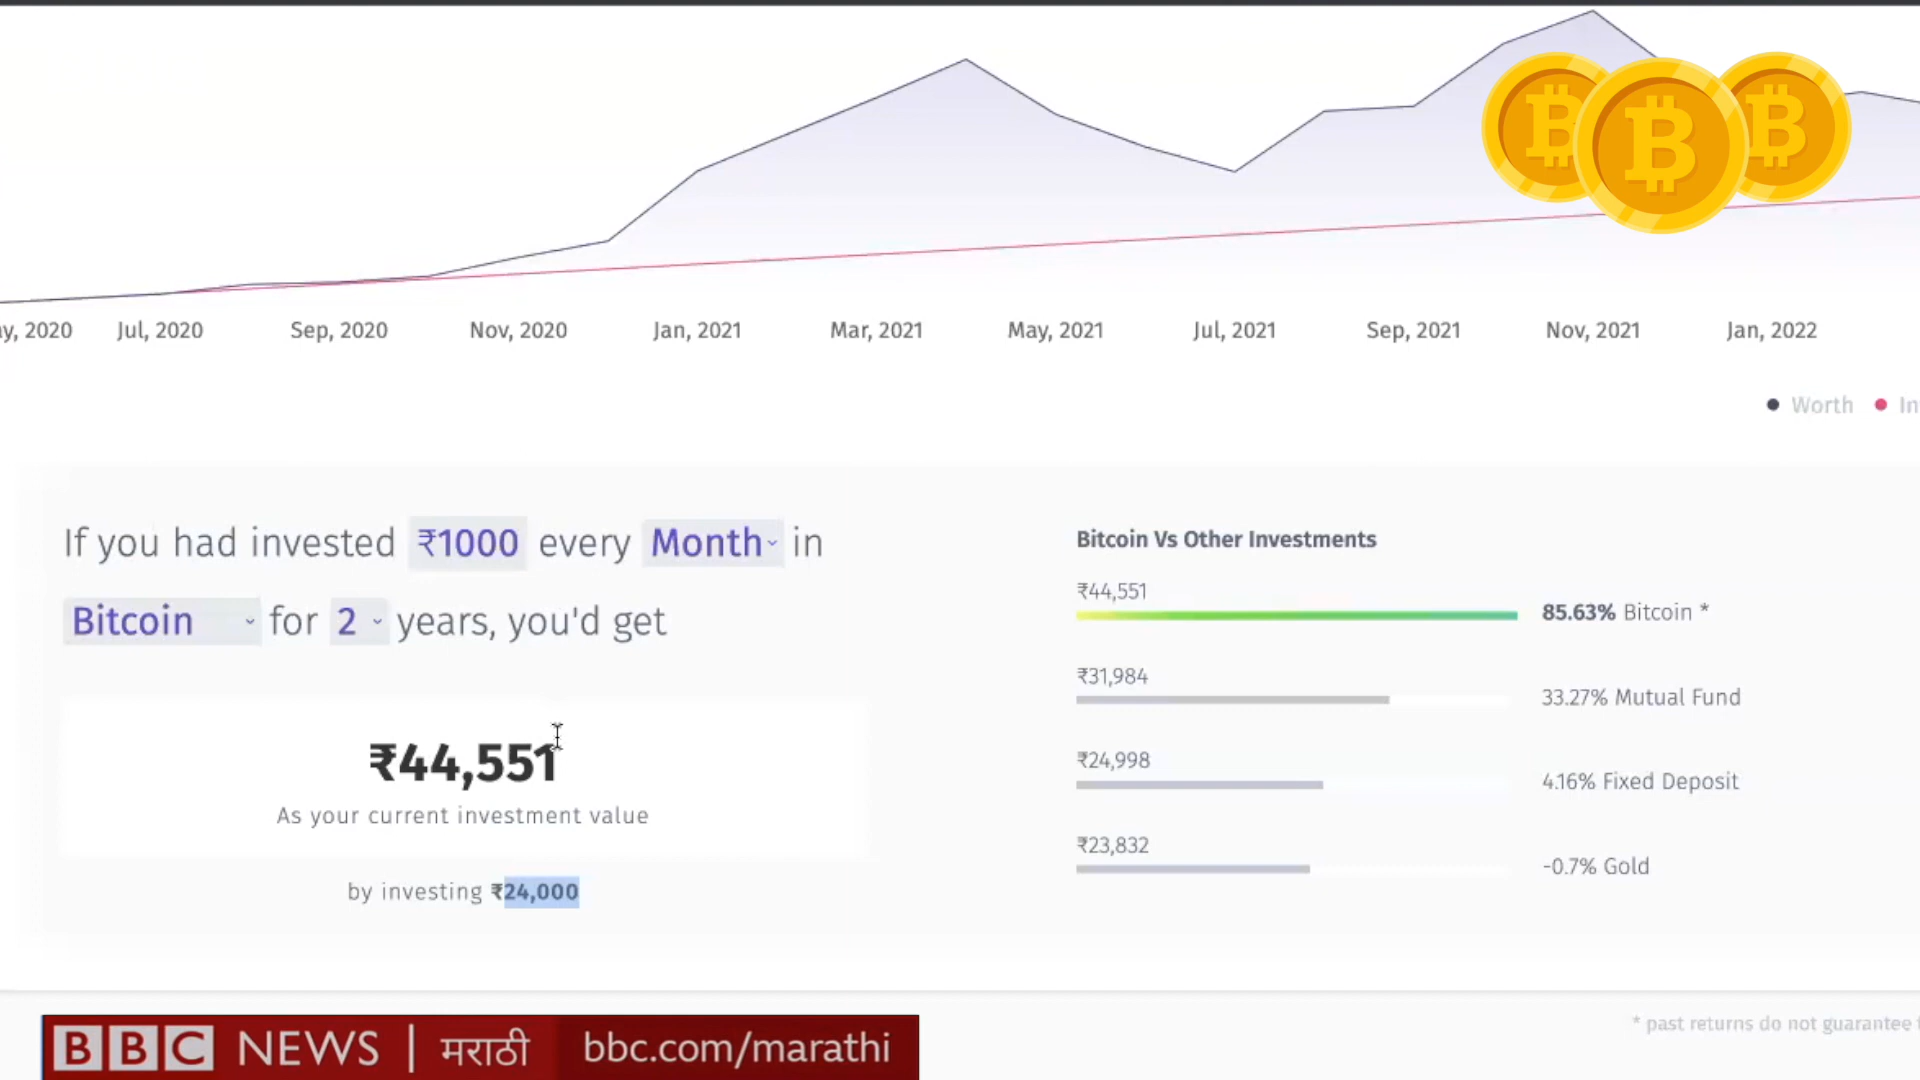 ay, 2020 Jul, 2020 Sep, 2020 Nov, 2020 Jan, 2021 Mar, 2021 May, 2021 Jul, 2021 Sep, 2021 Nov, 2021 Jan, 2022
Worth In
If you had invested ₹1000 every Month in
Bitcoin for 2 years, you'd get
₹44,551
As your current investment value
by investing ₹24,000
Bitcoin Vs Other Investments
₹44,551
85.63% Bitcoin *
₹31,984
33.27% Mutual Fund
₹24,998
4.16% Fixed Deposit
₹23,832
-0.7% Gold
* past returns do not guarantee
BBC NEWS | मराठी bbc.com/marathi